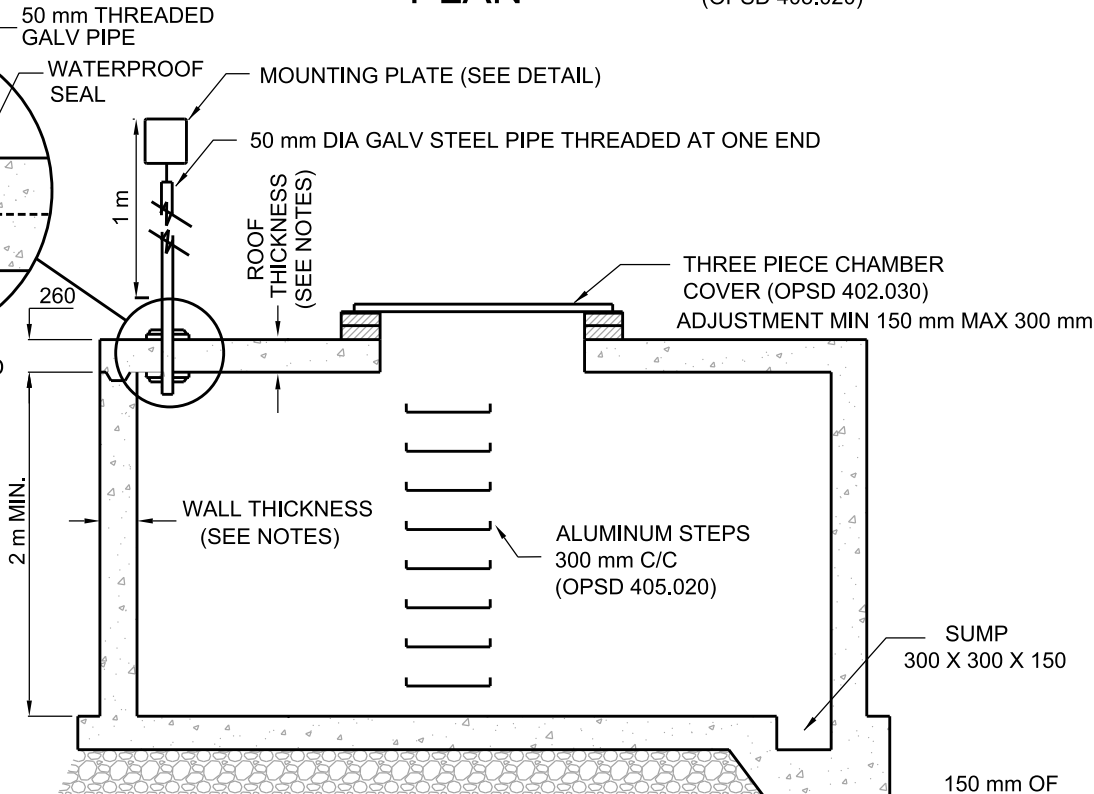 (OPSD 405.020)
50 mm THREADED
GALV PIPE
WATERPROOF
SEAL
MOUNTING PLATE (SEE DETAIL)
50 mm DIA GALV STEEL PIPE THREADED AT ONE END
1 m
ROOF
THICKNESS
(SEE NOTES)
260
THREE PIECE CHAMBER
COVER (OPSD 402.030)
ADJUSTMENT MIN 150 mm MAX 300 mm
2 m MIN.
WALL THICKNESS
(SEE NOTES)
ALUMINUM STEPS
300 mm C/C
(OPSD 405.020)
SUMP
300 X 300 X 150
150 mm OF